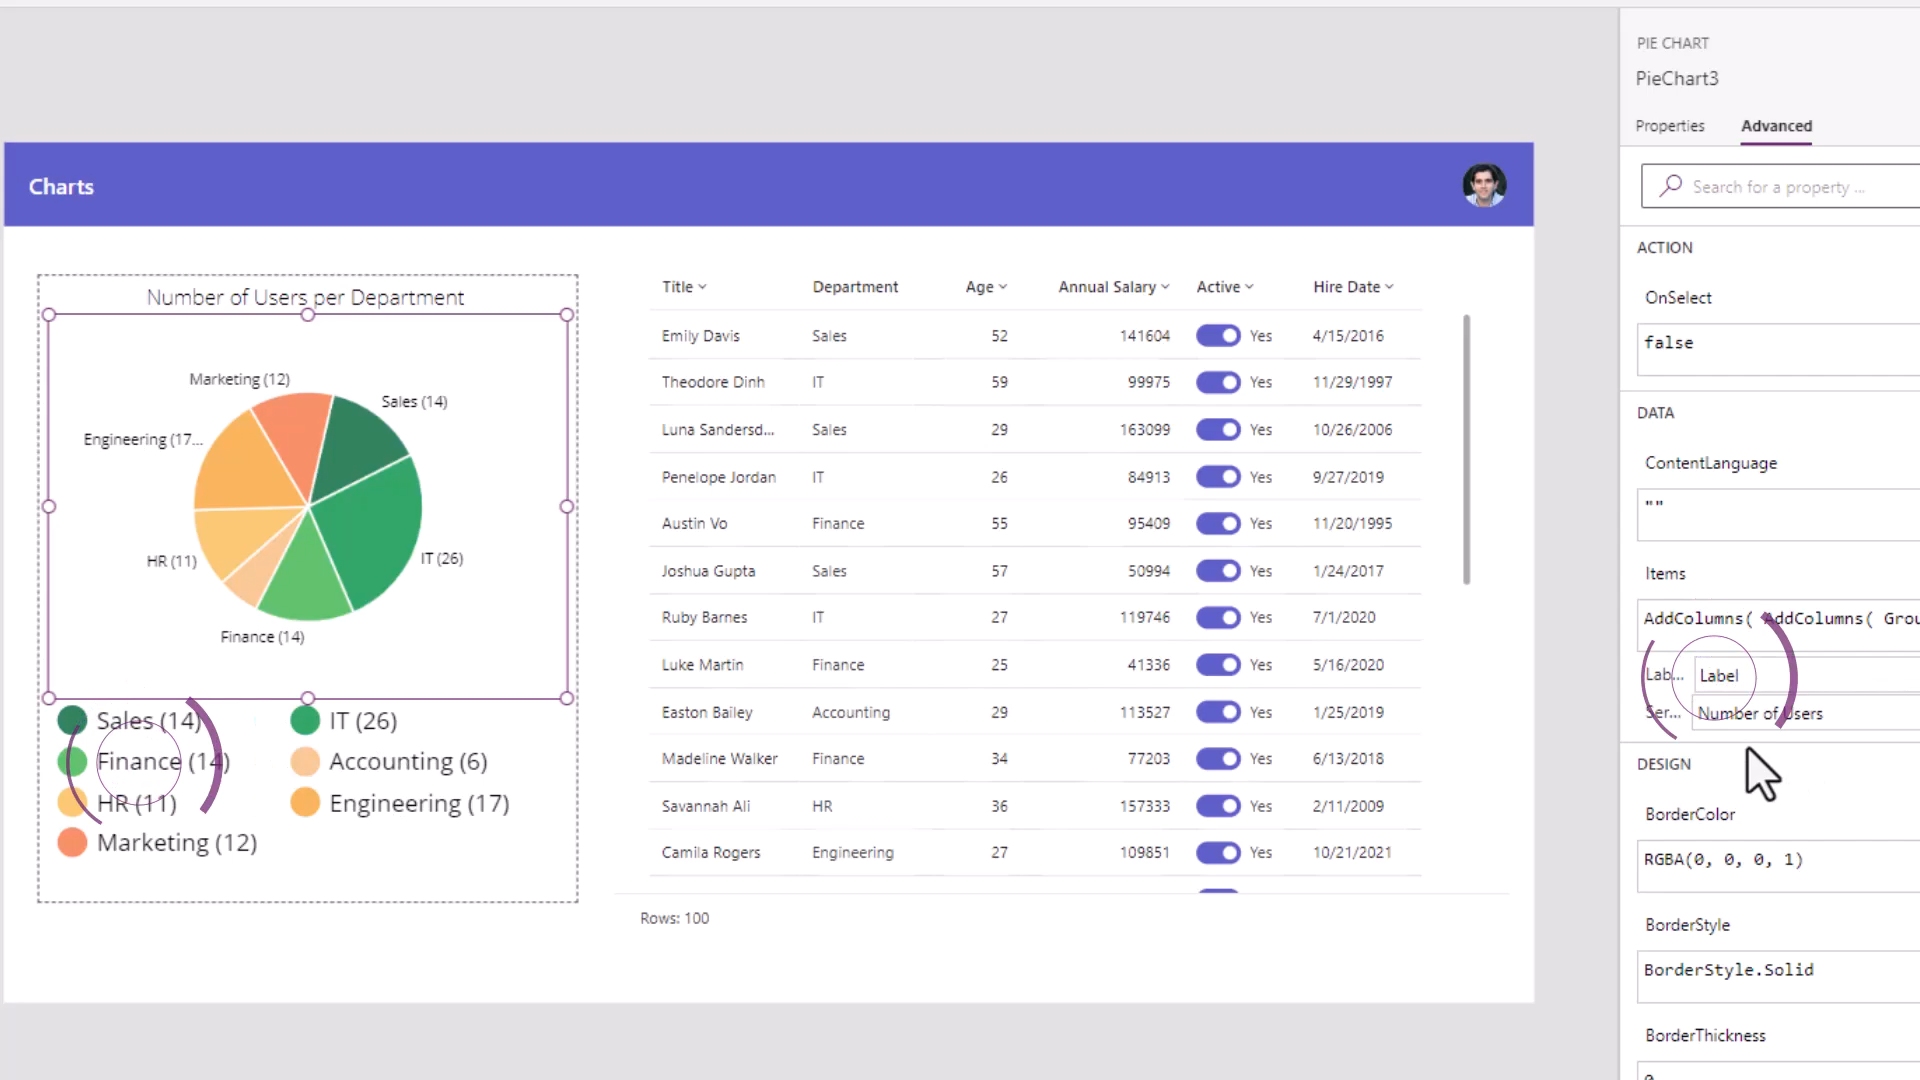 PIE CHART
PieChart3
Properties Advanced
Search for a property ...
Charts
Number of Users per Department
Marketing (12)
Sales (14)
Engineering (17...
HR (11)
IT (26)
Finance (14)
Sales (14) IT (26)
Finance (14) Accounting (6)
HR (11) Engineering (17)
Marketing (12)
Title Department Age Annual Salary Active Hire Date
Emily Davis Sales 52 141604 Yes 4/15/2016
Theodore Dinh IT 59 99975 Yes 11/29/1997
Luna Sandersd... Sales 29 163099 Yes 10/26/2006
Penelope Jordan IT 26 84913 Yes 9/27/2019
Austin Vo Finance 55 95409 Yes 11/20/1995
Joshua Gupta Sales 57 50994 Yes 1/24/2017
Ruby Barnes IT 27 119746 Yes 7/1/2020
Luke Martin Finance 25 41336 Yes 5/16/2020
Easton Bailey Accounting 29 113527 Yes 1/25/2019
Madeline Walker Finance 34 77203 Yes 6/13/2018
Savannah Ali HR 36 157333 Yes 2/11/2009
Camila Rogers Engineering 27 109851 Yes 10/21/2021
Rows: 100
ACTION
OnSelect
false
DATA
ContentLanguage
""
Items
AddColumns( AddColumns( Grou
Lab... Label
Ser... Number of Users
DESIGN
BorderColor
RGBA(0, 0, 0, 1)
BorderStyle
BorderStyle.Solid
BorderThickness